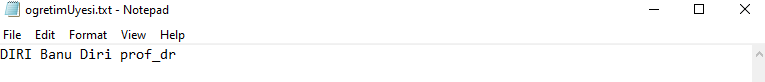 ogretimUyesi.txt - Notepad
File Edit Format View Help
DIRI Banu Diri prof_dr